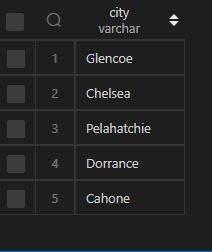 city
varchar
1 Glencoe
2 Chelsea
3 Pelahatchie
4 Dorrance
5 Cahone